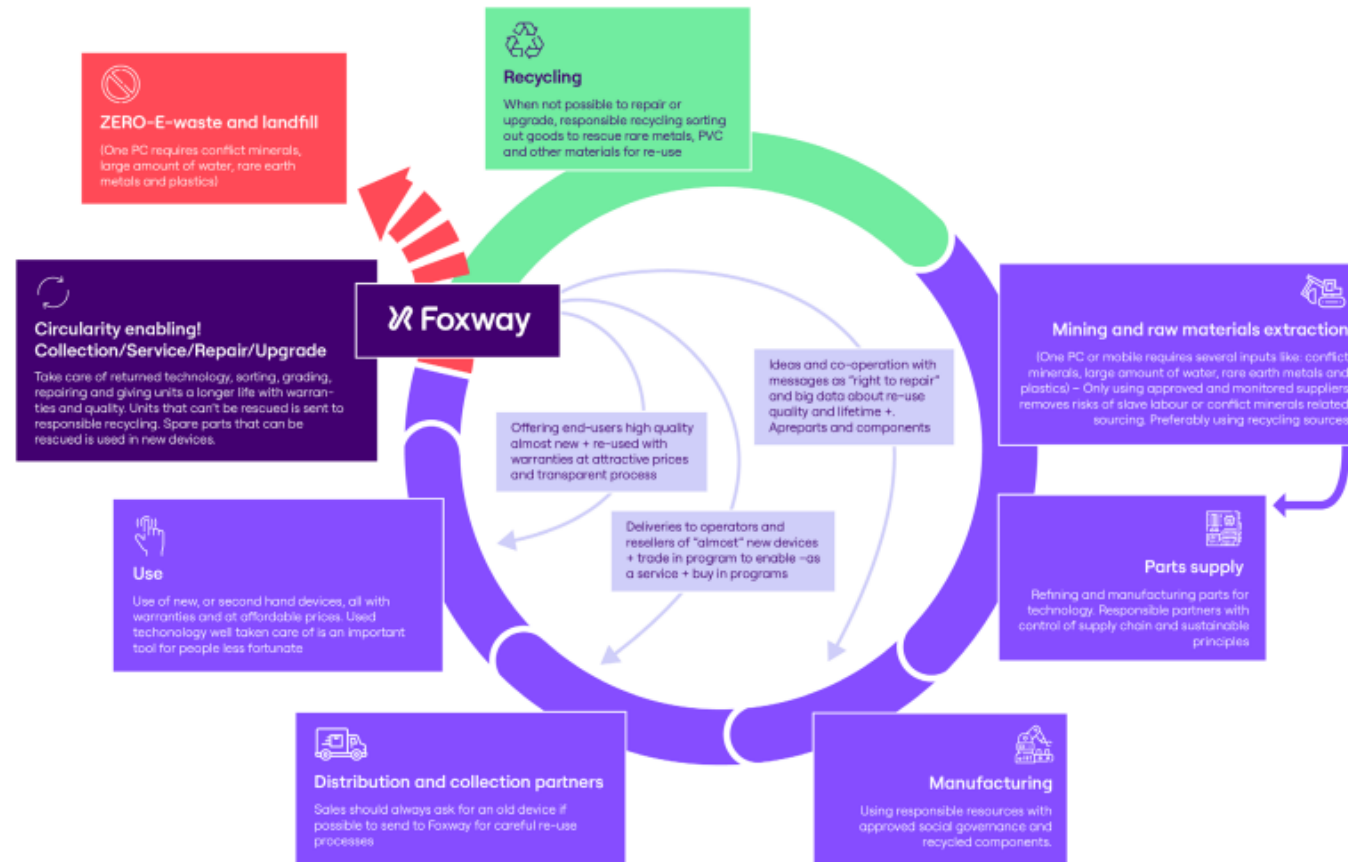 ZERO-E-waste and landfill
(One PC requires conflict minerals,
large amount of water, rare earth
metals and plastics)
Recycling
When not possible to repair or
upgrade, responsible recycling sorting
out goods to rescue rare metals, PVC
and other materials for re-use
Circularity enabling!
Collection/Service/Repair/Upgrade
Take care of returned technology, sorting, grading,
repairing and giving units a longer life with warran-
ties and quality. Units that can't be rescued is sent to
responsible recycling. Spare parts that can be
rescued is used in new devices.
Foxway
Mining and raw materials extraction
(One PC or mobile requires several inputs like: conflict
minerals, large amount of water, rare earth metals and
plastics) – Only using approved and monitored suppliers
removes risks of slave labour or conflict minerals related
sourcing. Preferably using recycling sources
Ideas and co-operation with
messages as "right to repair"
and big data about re-use
quality and lifetime +.
Apreparts and components
Offering end-users high quality
almost new + re-used with
warranties at attractive prices
and transparent process
Deliveries to operators and
resellers of "almost" new devices
+ trade in program to enable -as
a service + buy in programs
Use
Use of new, or second hand devices, all with
warranties and at affordable prices. Used
techonology well taken care of is an important
tool for people less fortunate
Parts supply
Refining and manufacturing parts for
technology. Responsible partners with
control of supply chain and sustainable
principles
Distribution and collection partners
Sales should always ask for an old device if
possible to send to Foxway for careful re-use
processes
Manufacturing
Using responsible resources with
approved social governance and
recycled components.